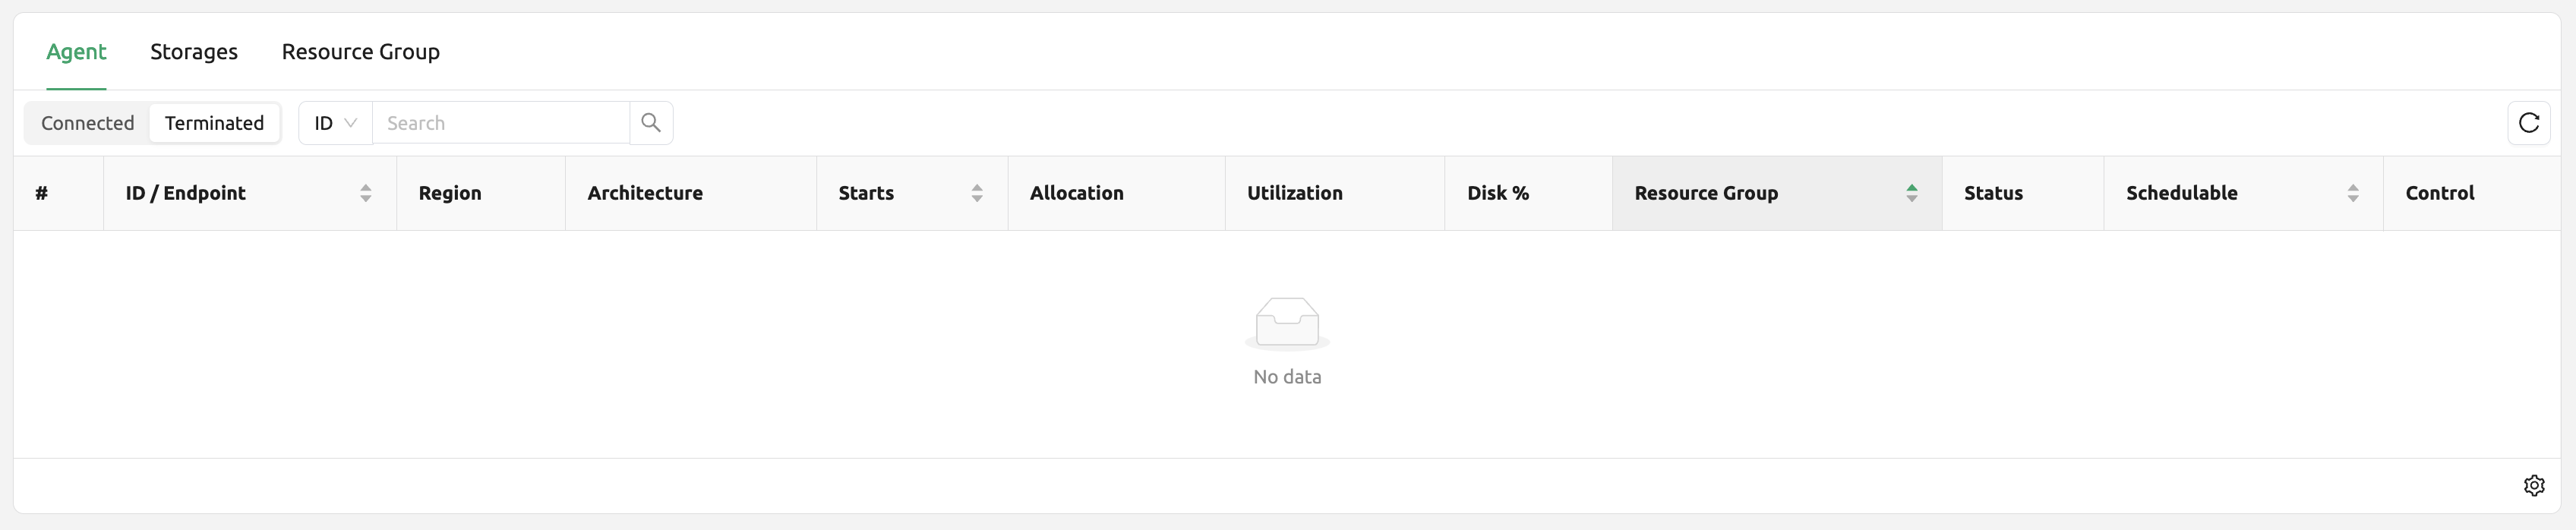 Agent Storages Resource Group
Connected Terminated ID Search
# ID / Endpoint Region Architecture Starts Allocation Utilization Disk % Resource Group Status Schedulable Control
No data